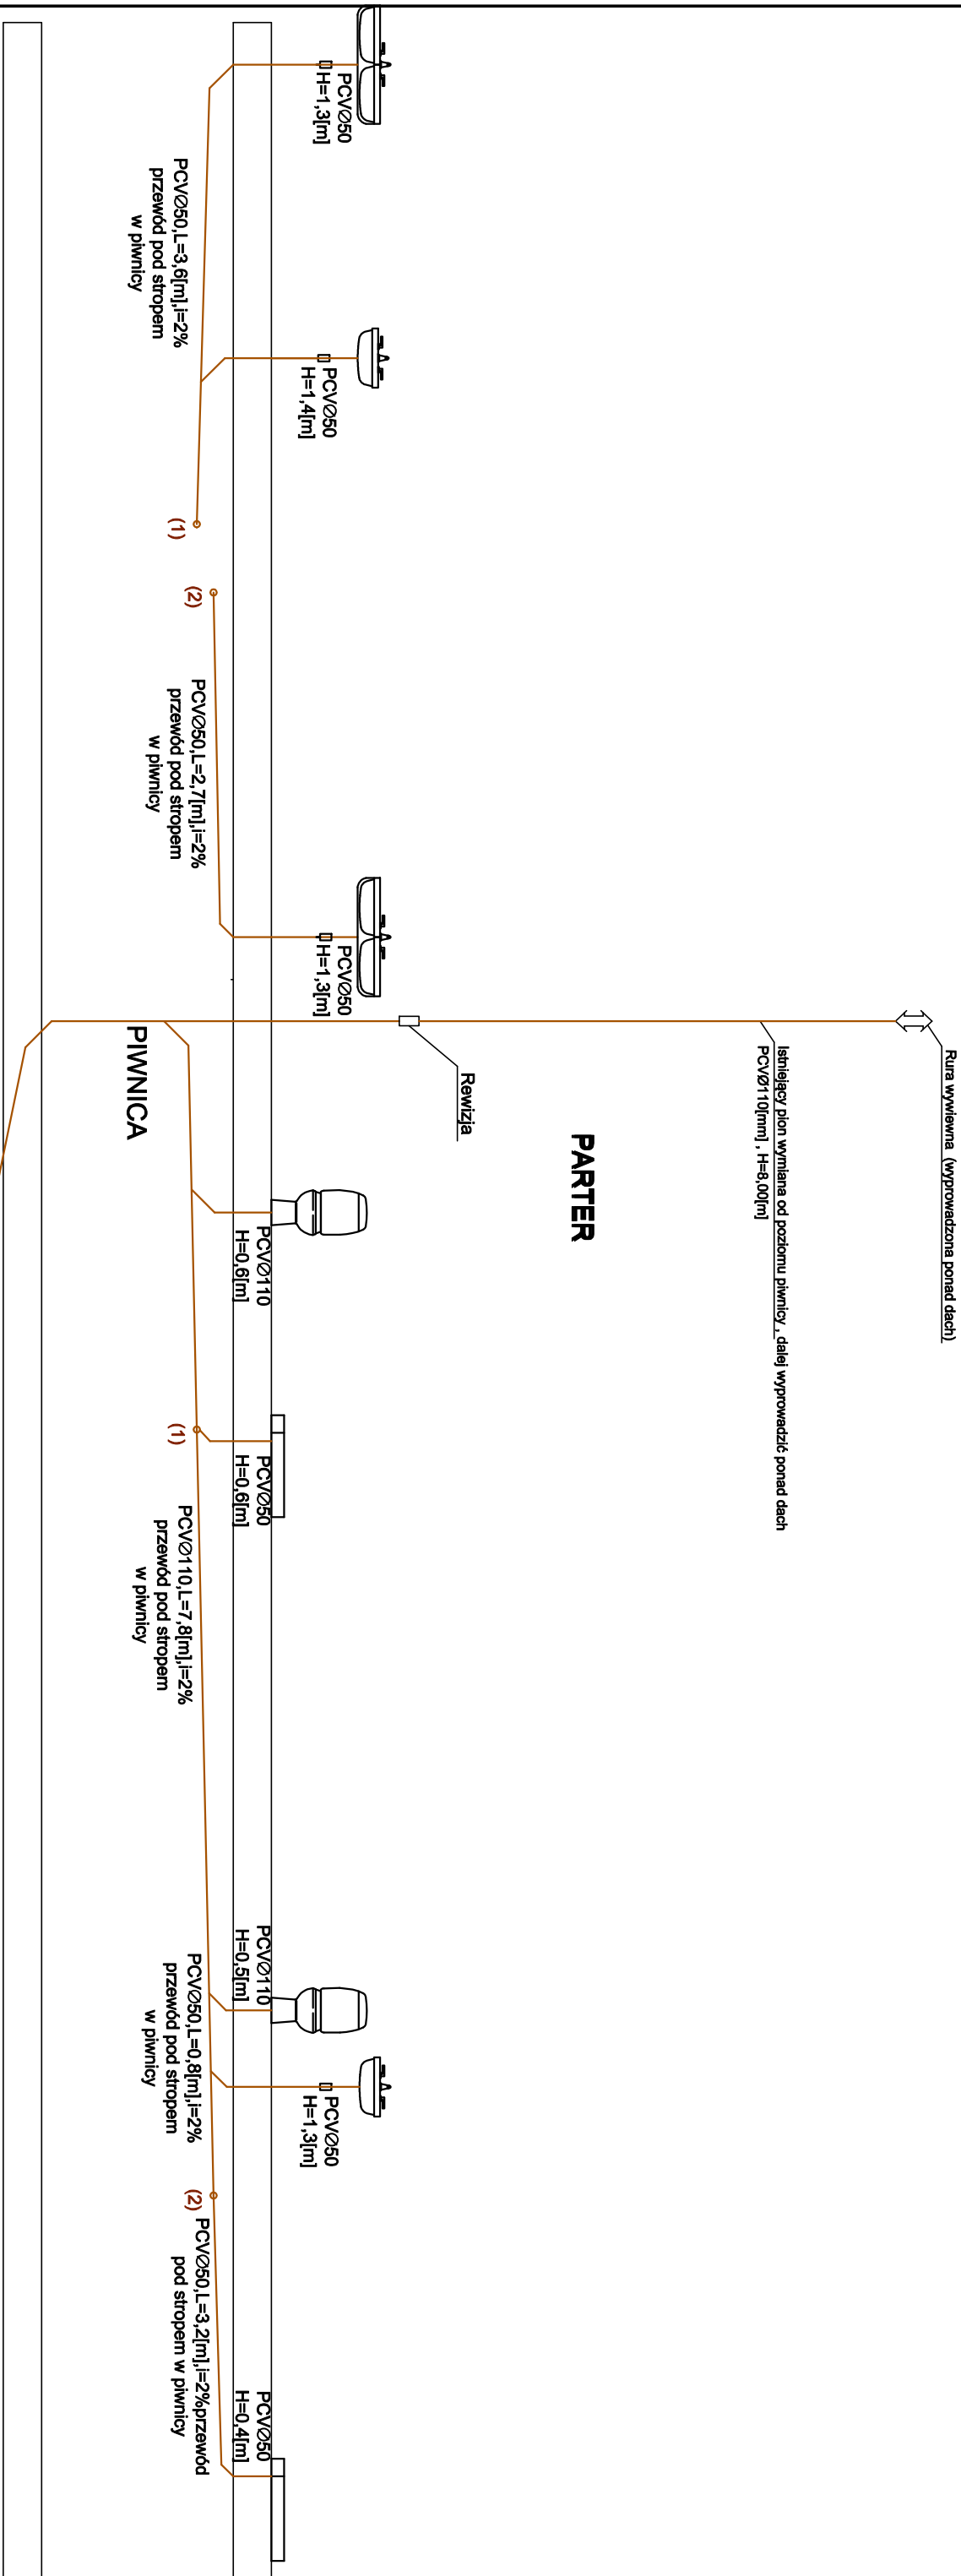 Rura wywiewna (wyprowadzona ponad dach)
Istniejący pion wymiana od poziomu piwnicy , dalej wyprowadzić ponad dach
PCVØ110[mm] , H=8,00[m]
PARTER
Rewizja
PCVØ50
H=1,3[m]
PCVØ50
H=1,4[m]
PCVØ50
H=1,3[m]
PCVØ50
H=1,3[m]
PCVØ110
H=0,6[m]
PCVØ50
H=0,6[m]
PCVØ110
H=0,5[m]
PCVØ50
H=0,4[m]
PCVØ50,L=3,6[m],i=2%
przewód pod stropem
w piwnicy
(1)
(2)
PCVØ50,L=2,7[m],i=2%
przewód pod stropem
w piwnicy
PIWNICA
(1)
PCVØ110,L=7,8[m],i=2%
przewód pod stropem
w piwnicy
PCVØ50,L=0,8[m],i=2%
przewód pod stropem
w piwnicy
(2)
PCVØ50,L=3,2[m],i=2%przewód
pod stropem w piwnicy